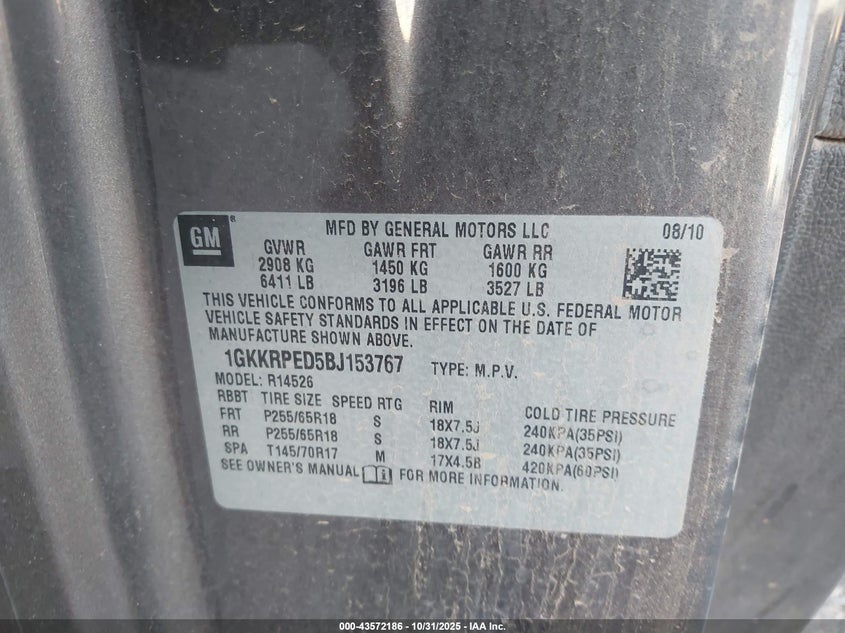 GM
MFD BY GENERAL MOTORS LLC 08/10
GVWR GAWR FRT GAWR RR
2908 KG 1450 KG 1600 KG
6411 LB 3196 LB 3527 LB
THIS VEHICLE CONFORMS TO ALL APPLICABLE U.S. FEDERAL MOTOR
VEHICLE SAFETY STANDARDS IN EFFECT ON THE DATE OF
MANUFACTURE SHOWN ABOVE.
1GKKRPED5BJ153767 TYPE: M.P.V.
MODEL: R14526
RBBT TIRE SIZE SPEED RTG RIM COLD TIRE PRESSURE
FRT P255/65R18 S 18X7.5J 240KPA(35PSI)
RR P255/65R18 S 18X7.5J 240KPA(35PSI)
SPA T145/70R17 M 17X4.5B 420KPA(60PSI)
SEE OWNER'S MANUAL FOR MORE INFORMATION.
000-43572186 - 10/31/2025 - IAA Inc.